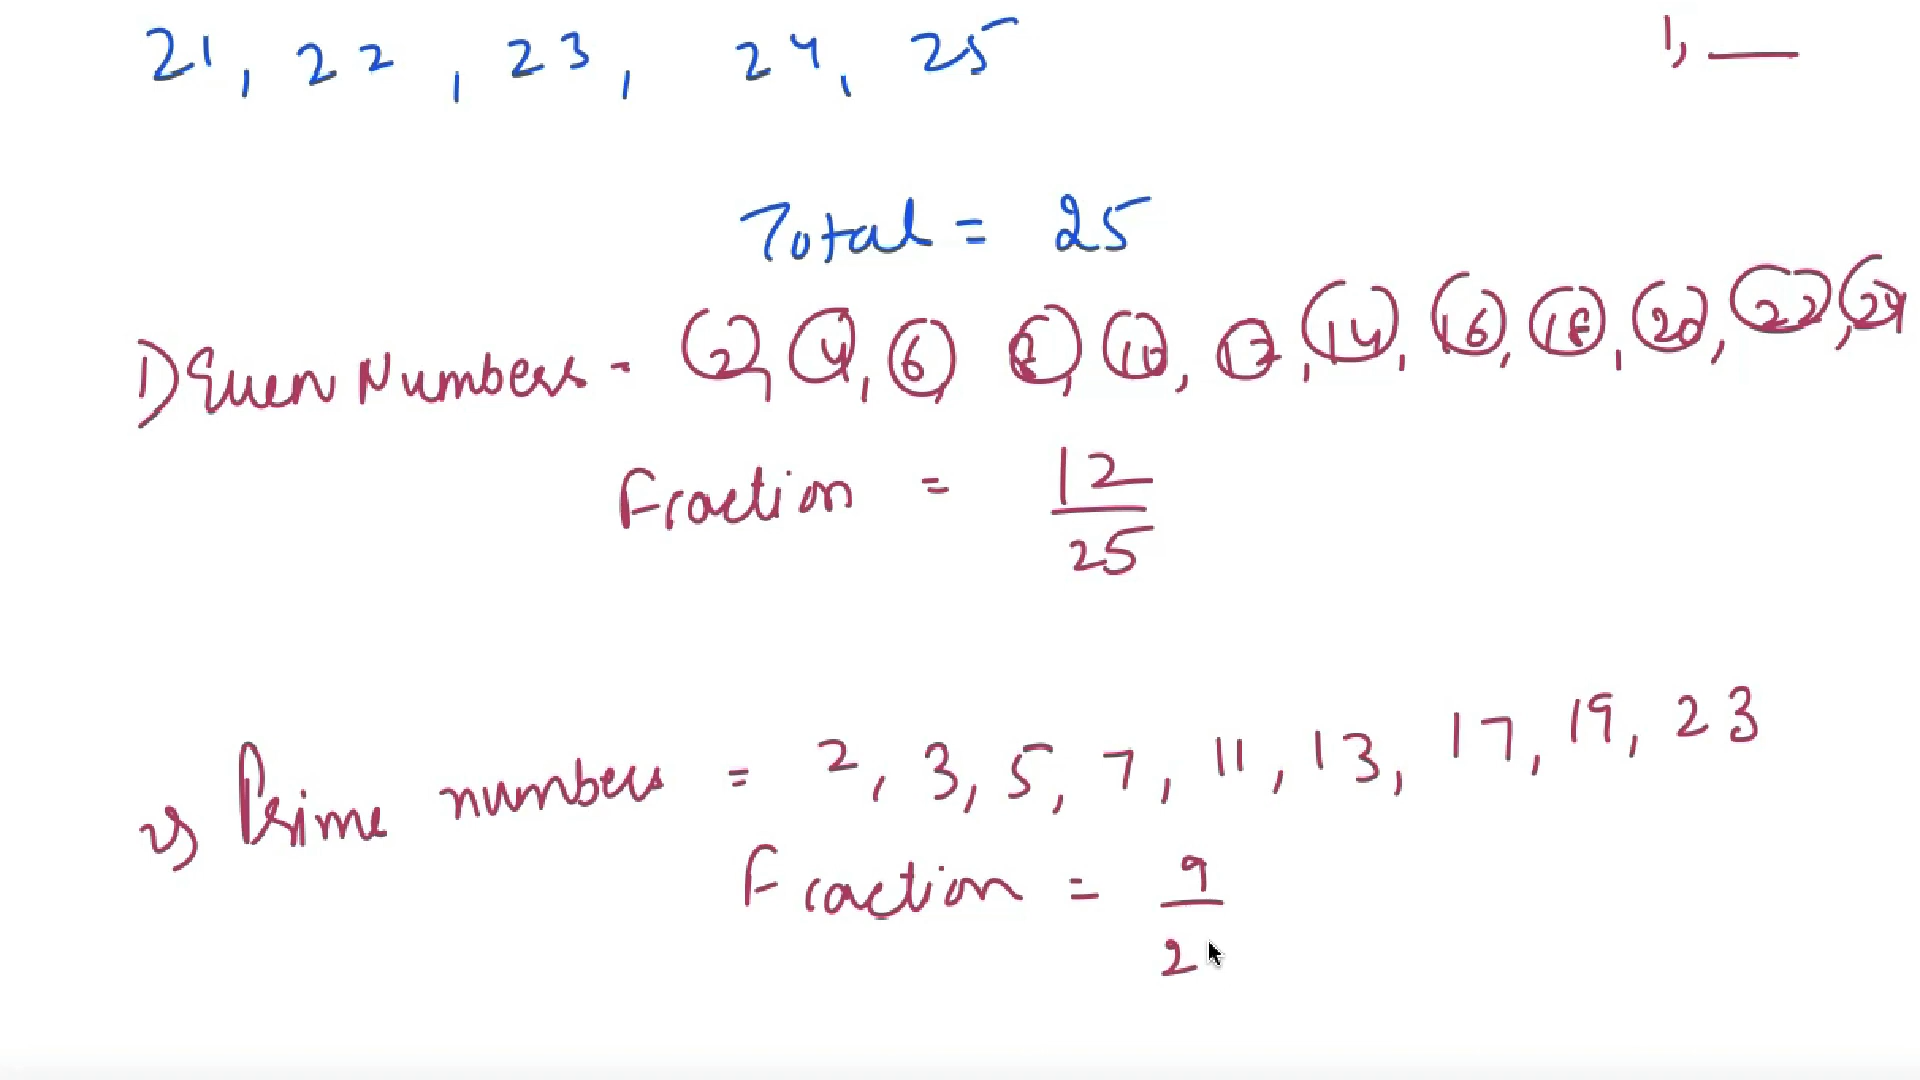 21, 22, 23, 24, 25
1, __
Total = 25
1) Even Numbers - 2, 4, 6, 8, 10, 12, 14, 16, 18, 20, 22, 24
Fraction = 12/25
2) Prime numbers = 2, 3, 5, 7, 11, 13, 17, 19, 23
Fraction = 9/2